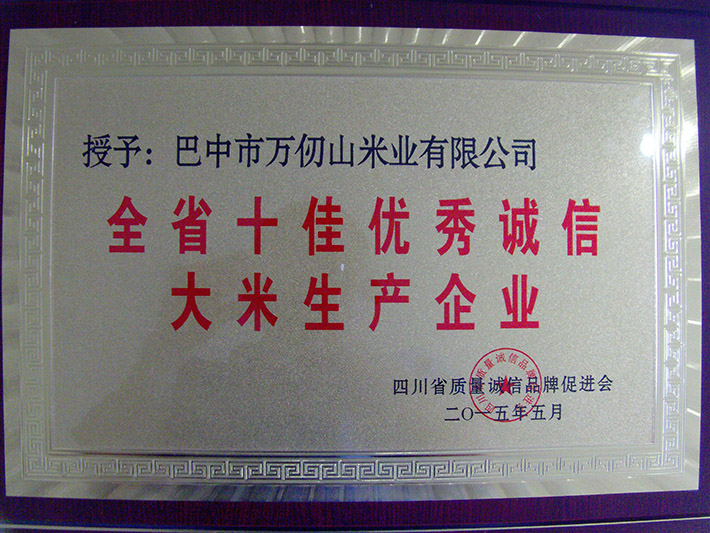 授予：巴中市万仞山米业有限公司
全省十佳优秀诚信
大米生产企业
四川省质量诚信品牌促进会
二〇一五年五月